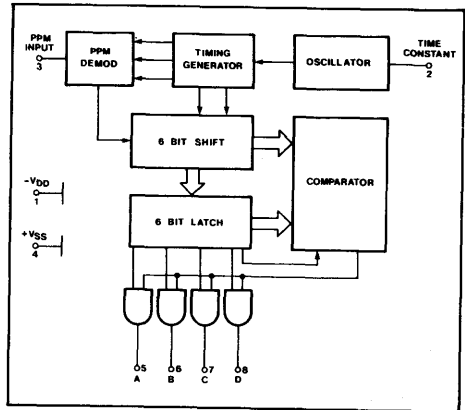 PPM
INPUT
3
PPM
DEMOD
TIMING
GENERATOR
OSCILLATOR
TIME
CONSTANT
2
6 BIT SHIFT
COMPARATOR
-VDD
1
6 BIT LATCH
+VSS
4
5 6 7 8
A B C D